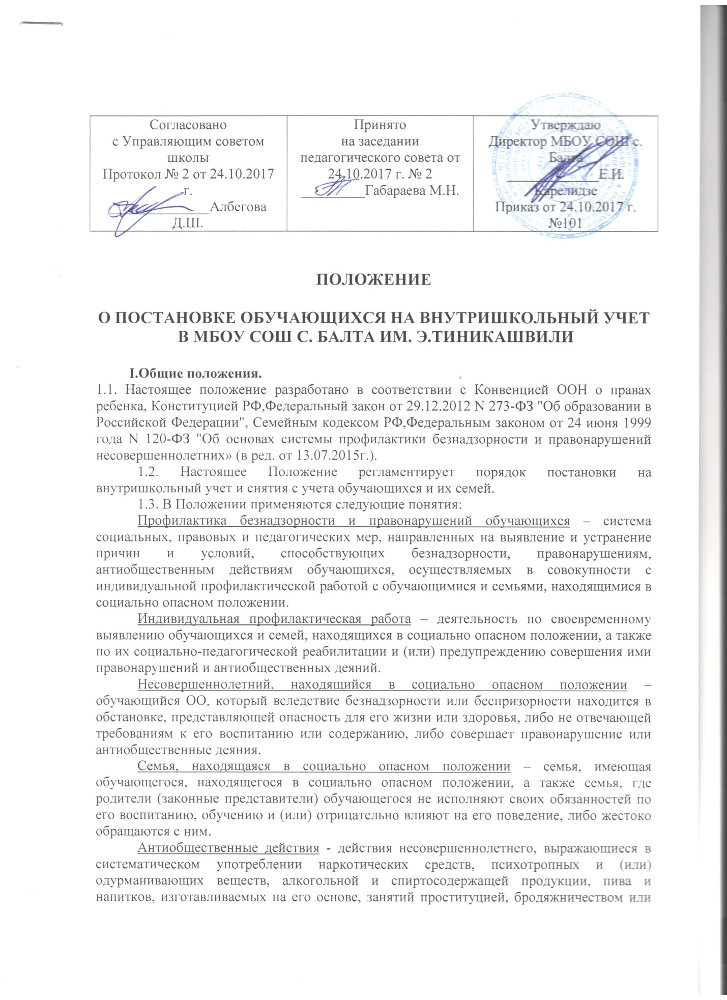 Согласовано
с Управляющим советом
школы
Протокол № 2 от 24.10.2017
г.
______________Албегова
Д.Ш.
Принято
на заседании
педагогического совета от
24.10.2017 г. № 2
_________Габараева М.Н.
Утверждаю
Директор МБОУ СОШ с.
Балта
_____________Е.И.
Карелидзе
Приказ от 24.10.2017 г.
№101
ПОЛОЖЕНИЕ
О ПОСТАНОВКЕ ОБУЧАЮЩИХСЯ НА ВНУТРИШКОЛЬНЫЙ УЧЕТ
В МБОУ СОШ С. БАЛТА ИМ. Э.ТИНИКАШВИЛИ
I.Общие положения.
1.1. Настоящее положение разработано в соответствии с Конвенцией ООН о правах
ребенка, Конституцией РФ,Федеральный закон от 29.12.2012 N 273-ФЗ "Об образовании в
Российской Федерации", Семейным кодексом РФ,Федеральным законом от 24 июня 1999
года N 120-ФЗ "Об основах системы профилактики безнадзорности и правонарушений
несовершеннолетних» (в ред. от 13.07.2015г.).
1.2. Настоящее Положение регламентирует порядок постановки на
внутришкольный учет и снятия с учета обучающихся и их семей.
1.3. В Положении применяются следующие понятия:
Профилактика безнадзорности и правонарушений обучающихся – система
социальных, правовых и педагогических мер, направленных на выявление и устранение
причин и условий, способствующих безнадзорности, правонарушениям,
антиобщественным действиям обучающихся, осуществляемых в совокупности с
индивидуальной профилактической работой с обучающимися и семьями, находящимися в
социально опасном положении.
Индивидуальная профилактическая работа – деятельность по своевременному
выявлению обучающихся и семей, находящихся в социально опасном положении, а также
по их социально-педагогической реабилитации и (или) предупреждению совершения ими
правонарушений и антиобщественных деяний.
Несовершеннолетний, находящийся в социально опасном положении –
обучающийся ОО, который вследствие безнадзорности или беспризорности находится в
обстановке, представляющей опасность для его жизни или здоровья, либо не отвечающей
требованиям к его воспитанию или содержанию, либо совершает правонарушение или
антиобщественные деяния.
Семья, находящаяся в социально опасном положении – семья, имеющая
обучающегося, находящегося в социально опасном положении, а также семья, где
родители (законные представители) обучающегося не исполняют своих обязанностей по
его воспитанию, обучению и (или) отрицательно влияют на его поведение, либо жестоко
обращаются с ним.
Антиобщественные действия - действия несовершеннолетнего, выражающиеся в
систематическом употреблении наркотических средств, психотропных и (или)
одурманивающих веществ, алкогольной и спиртосодержащей продукции, пива и
напитков, изготавливаемых на его основе, занятий проституцией, бродяжничеством или